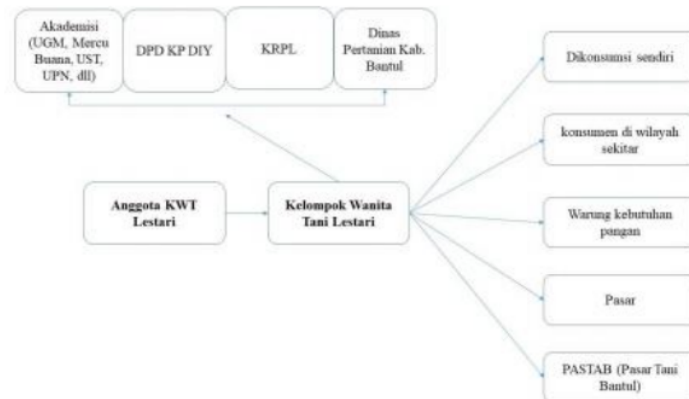 Akademisi
(UGM, Mercu
Buana, UST,
UPN, dll)
DPD KP DIY
KRPL
Dinas
Pertanian Kab.
Bantul
Dikonsumsi sendiri
konsumen di wilayah
sekitar
Anggota KWT
Lestari
Kelompok Wanita
Tani Lestari
Warung kebutuhan
pangan
Pasar
PASTAB (Pasar Tani
Bantul)